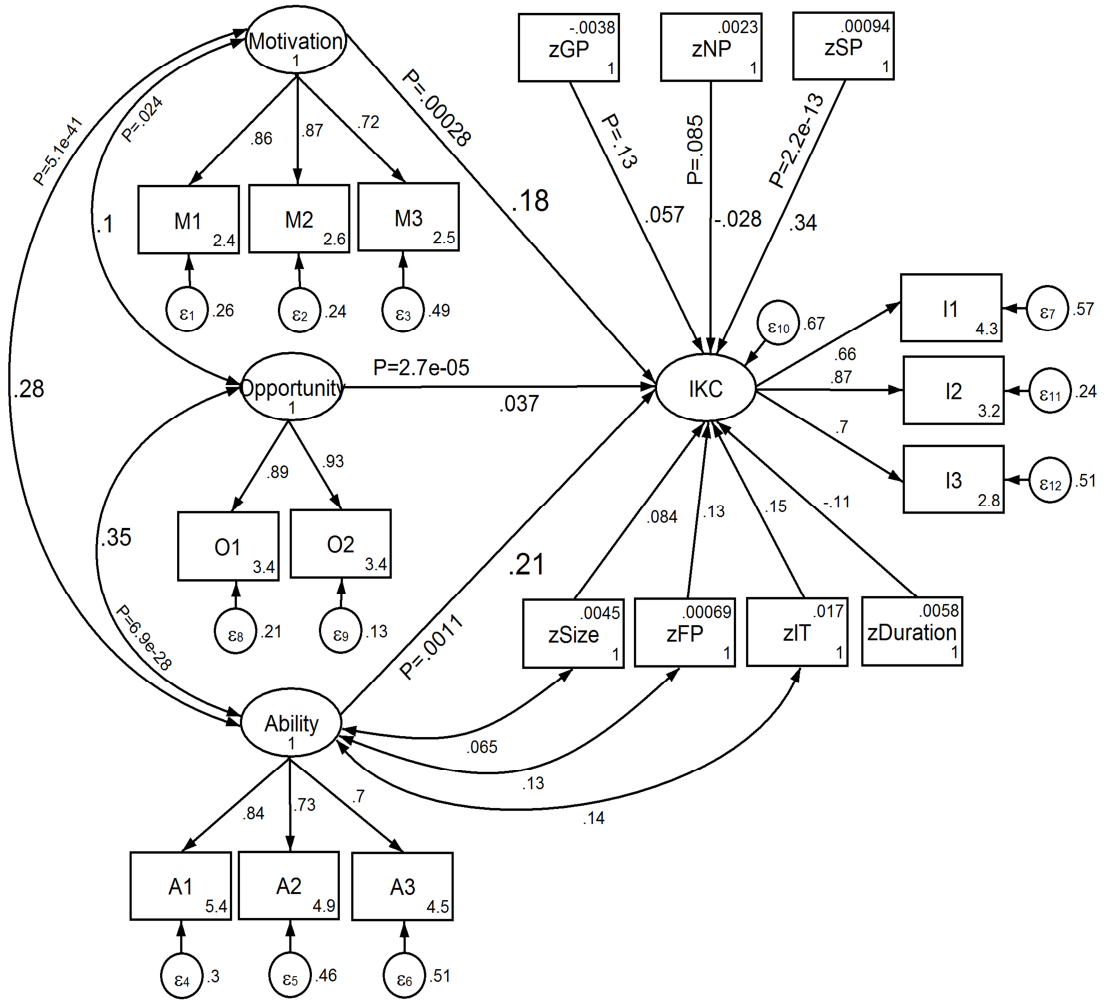 Motivation
1
P=5.1e-41
P=.024
.86
.87
.72
P=.00028
M1
2.4
M2
2.6
M3
2.5
ε1
.26
ε2
.24
ε3
.49
.1
.18
.28
-.0038
zGP
1
.0023
zNP
1
.00094
zSP
1
P=.13
P=.085
P=2.2e-13
.057
-.028
.34
ε10
.67
Opportunity
1
P=2.7e-05
.037
IKC
.66
.87
.7
I1
4.3
ε7
.57
I2
3.2
ε11
.24
I3
2.8
ε12
.51
.89
.93
O1
3.4
O2
3.4
ε8
.21
ε9
.13
.35
P=6.9e-28
.21
P=.0011
.084
.13
.15
-.11
.0045
zSize
1
.00069
zFP
1
.017
zIT
1
.0058
zDuration
1
Ability
1
.065
.13
.14
.84
.73
.7
A1
5.4
A2
4.9
A3
4.5
ε4
.3
ε5
.46
ε6
.51